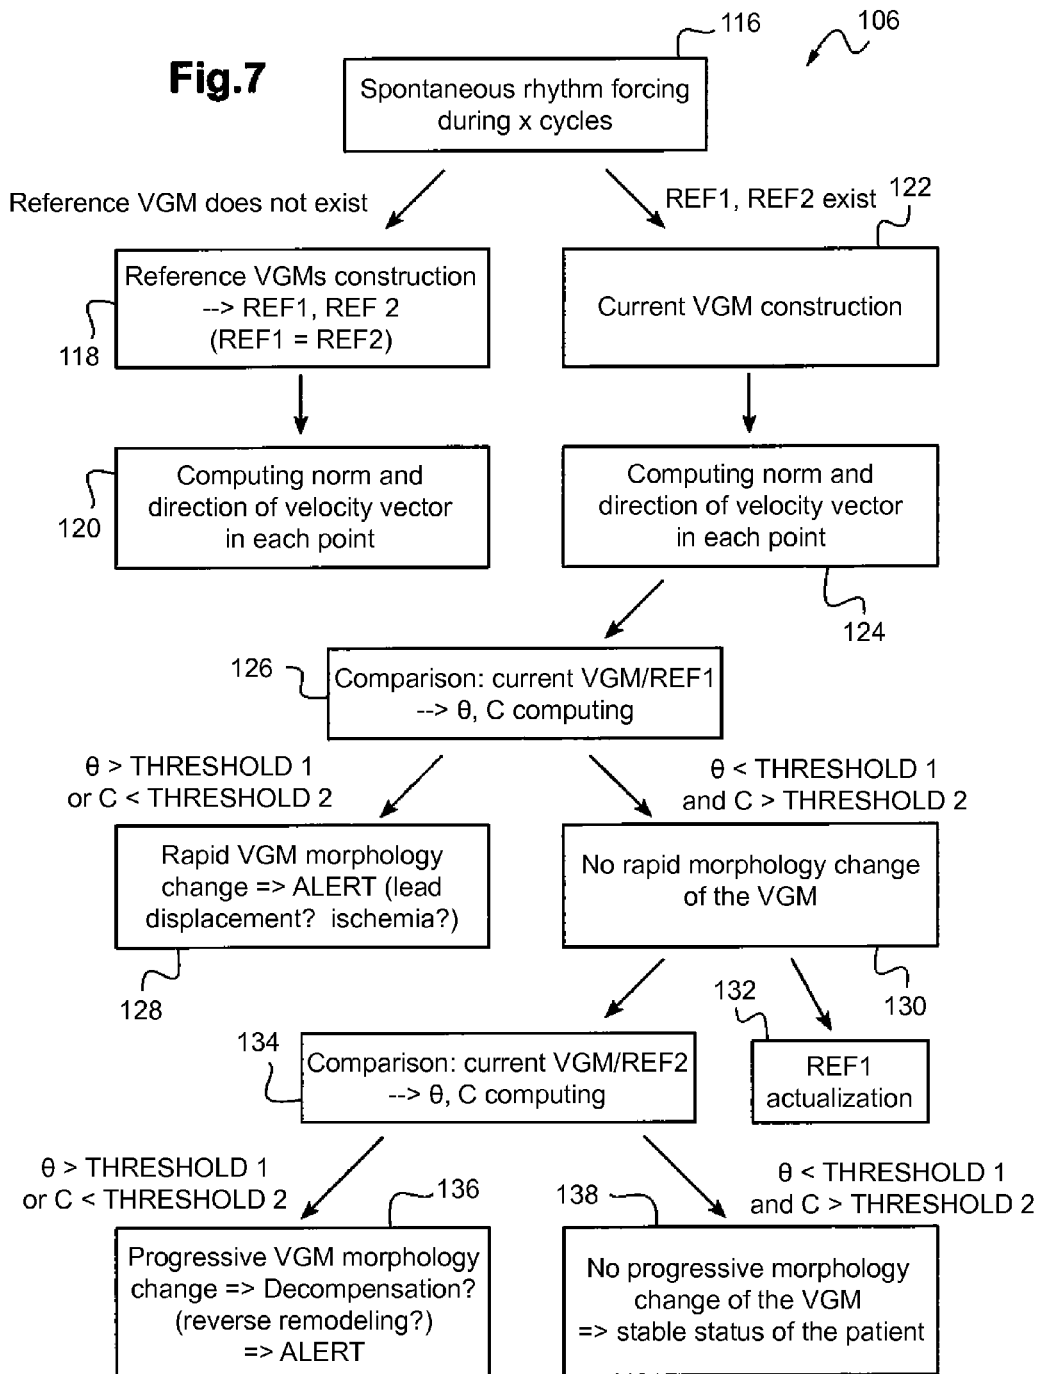 116
106
Fig.7
Spontaneous rhythm forcing
during x cycles
Reference VGM does not exist
REF1, REF2 exist
122
Reference VGMs construction
--> REF1, REF 2
(REF1 = REF2)
118
Current VGM construction
Computing norm and
direction of velocity vector
in each point
120
Computing norm and
direction of velocity vector
in each point
124
126
Comparison: current VGM/REF1
--> θ, C computing
θ > THRESHOLD 1
or C < THRESHOLD 2
θ < THRESHOLD 1
and C > THRESHOLD 2
Rapid VGM morphology
change => ALERT (lead
displacement? ischemia?)
128
No rapid morphology change
of the VGM
130
132
REF1
actualization
134
Comparison: current VGM/REF2
--> θ, C computing
θ > THRESHOLD 1
or C < THRESHOLD 2
136
138
θ < THRESHOLD 1
and C > THRESHOLD 2
Progressive VGM morphology
change => Decompensation?
(reverse remodeling?)
=> ALERT
No progressive morphology
change of the VGM
=> stable status of the patient